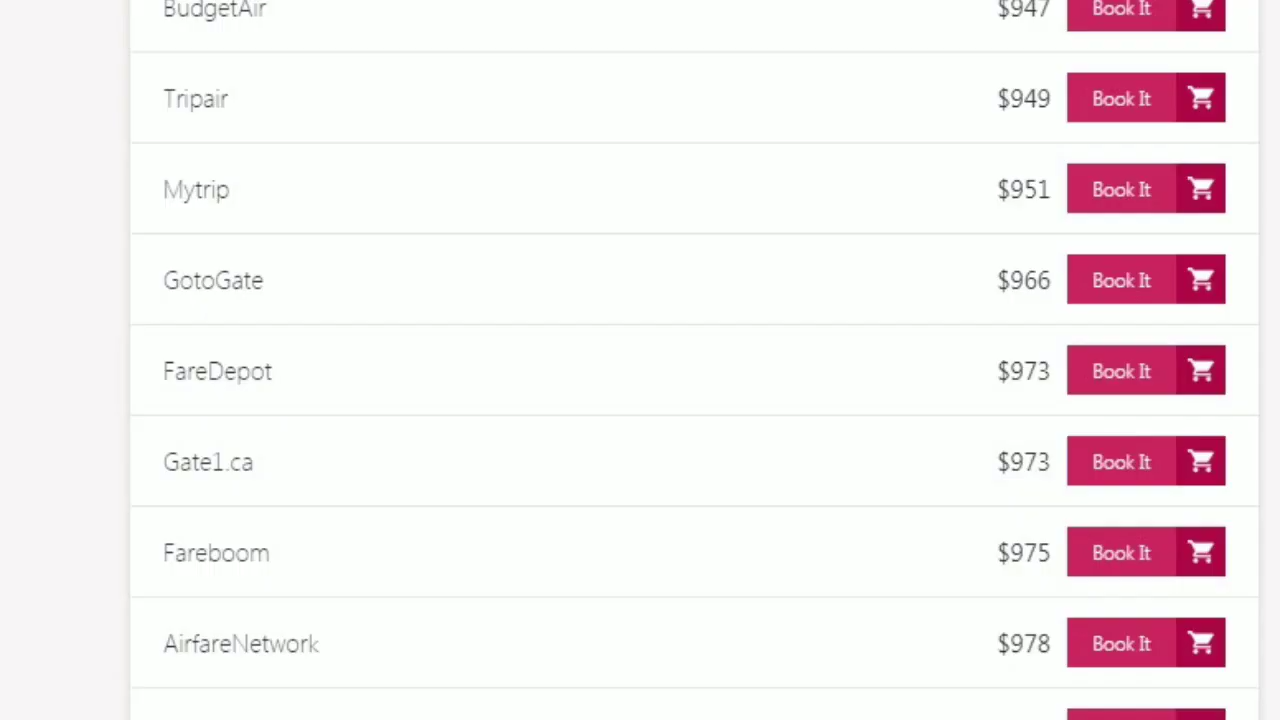 BudgetAir $947 Book It
Tripair $949 Book It
Mytrip $951 Book It
GotoGate $966 Book It
FareDepot $973 Book It
Gate1.ca $973 Book It
Fareboom $975 Book It
AirfareNetwork $978 Book It